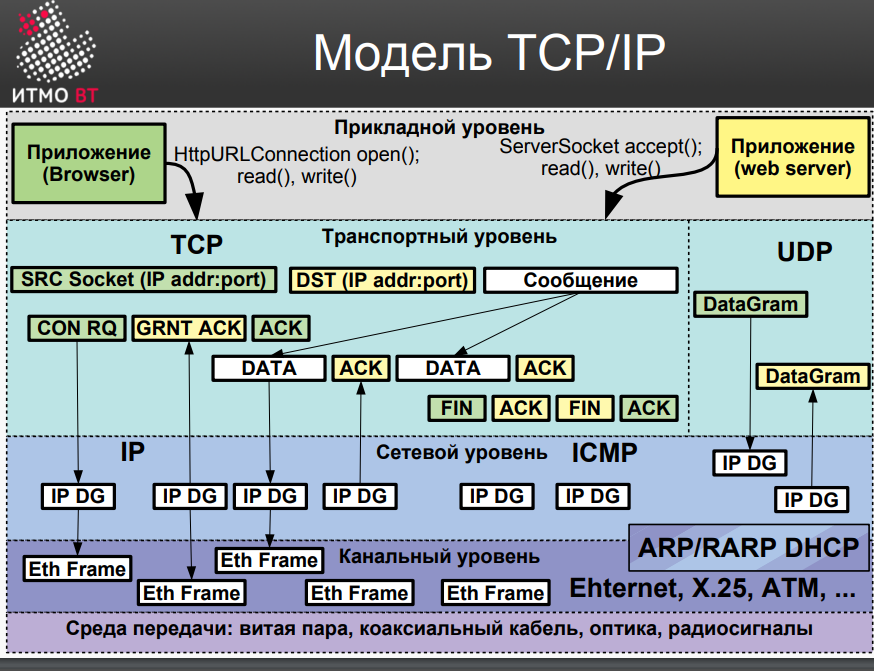 ИТМО ВТ
Модель TCP/IP
Прикладной уровень
Приложение
(Browser)
HttpURLConnection open();
read(), write()
ServerSocket accept();
read(), write()
Приложение
(web server)
TCP
Транспортный уровень
UDP
SRC Socket (IP addr:port)
DST (IP addr:port)
Сообщение
DataGram
CON RQ
GRNT ACK
ACK
DATA
ACK
DATA
ACK
DataGram
FIN
ACK
FIN
ACK
IP
Сетевой уровень
ICMP
IP DG
IP DG
IP DG
IP DG
IP DG
IP DG
IP DG
IP DG
ARP/RARP DHCP
Канальный уровень
Eth Frame
Eth Frame
Eth Frame
Eth Frame
Eth Frame
Ehternet, X.25, ATM, ...
Среда передачи: витая пара, коаксиальный кабель, оптика, радиосигналы